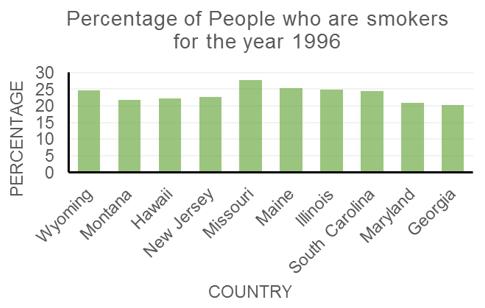 Percentage of People who are smokers
for the year 1996
PERCENTAGE
30
25
20
15
10
5
0
Wyoming
Montana
Hawaii
New Jersey
Missouri
Maine
Illinois
South Carolina
Maryland
Georgia
COUNTRY